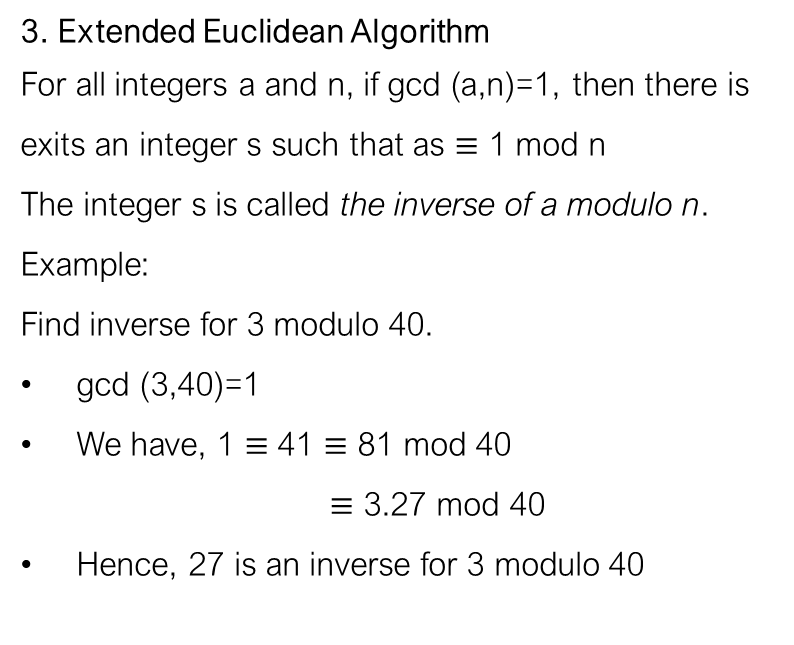 3. Extended Euclidean Algorithm
For all integers a and n, if gcd (a,n)=1, then there is
exits an integer s such that as ≡ 1 mod n
The integer s is called the inverse of a modulo n.
Example:
Find inverse for 3 modulo 40.
• gcd (3,40)=1
• We have, 1 ≡ 41 ≡ 81 mod 40
≡ 3.27 mod 40
• Hence, 27 is an inverse for 3 modulo 40